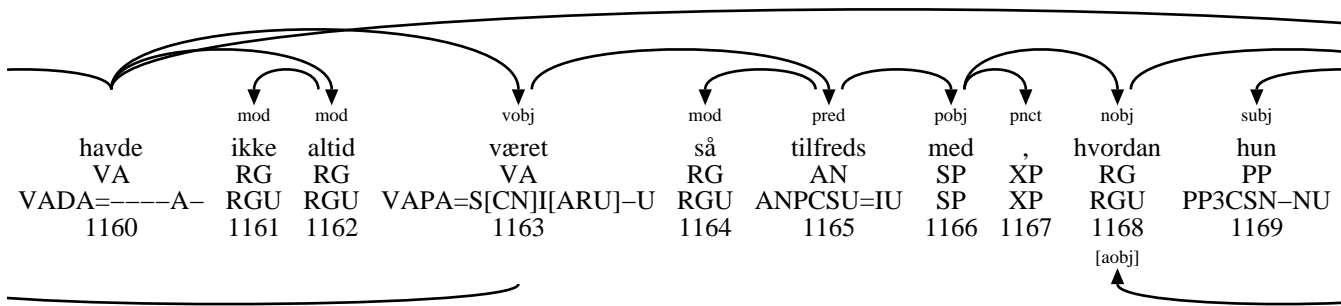 mod mod vobj mod pred pobj pnct nobj subj
havde ikke altid været så tilfreds med , hvordan hun
VA RG RG VA RG AN SP XP RG PP
VADA=----A- RGU RGU VAPA=S[CN]I[ARU]-U RGU ANPCSU=IU SP XP RGU PP3CSN-NU
1160 1161 1162 1163 1164 1165 1166 1167 1168 1169
[aobj]